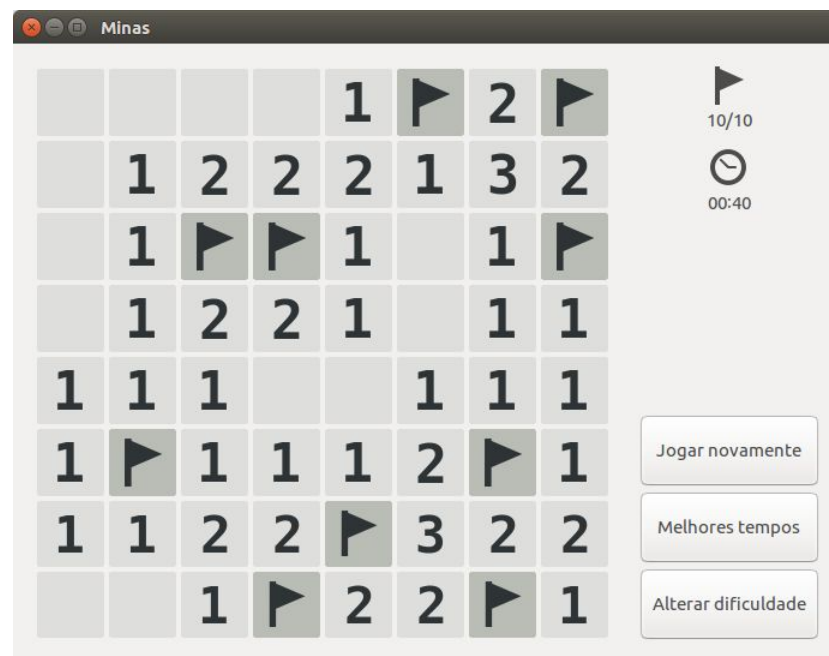 Minas
1 2
1 2 2 2 1 3 2
1 1 1
1 2 2 1 1 1
1 1 1 1 1 1
1 1 1 1 2 1
1 1 2 2 3 2 2
1 2 2 1
10/10
00:40
Jogar novamente
Melhores tempos
Alterar dificuldade